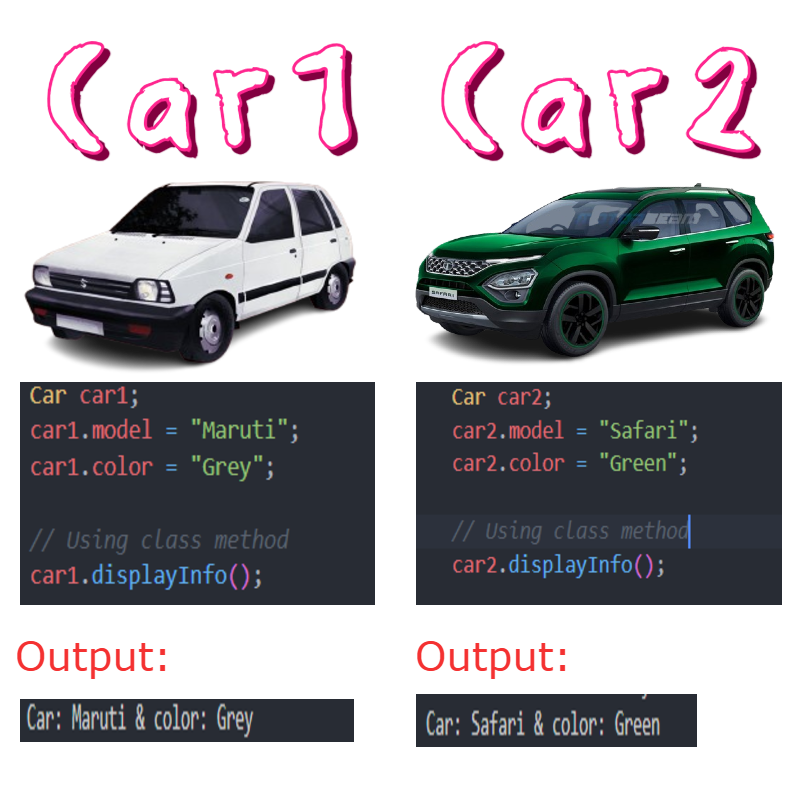 Car1
Car2
SAFARI
Car car1;
car1.model = "Maruti";
car1.color = "Grey";
// Using class method
car1.displayInfo();
Car car2;
car2.model = "Safari";
car2.color = "Green";
// Using class method
car2.displayInfo();
Output:
Car: Maruti & color: Grey
Output:
Car: Safari & color: Green